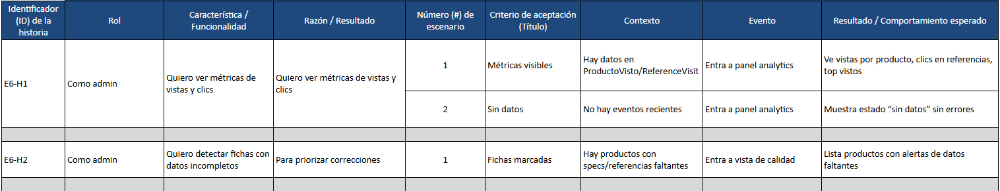 Identificador
(ID) de la
historia
Rol
Característica /
Funcionalidad
Razón / Resultado
Número (#) de
escenario
Criterio de aceptación
(Título)
Contexto
Evento
Resultado / Comportamiento esperado
E6-H1
Como admin
Quiero ver métricas de
vistas y clics
Quiero ver métricas de vistas y
clics
1
Métricas visibles
Hay datos en
ProductoVisto/ReferenceVisit
Entra a panel analytics
Ve vistas por producto, clics en referencias,
top vistos
2
Sin datos
No hay eventos recientes
Entra a panel analytics
Muestra estado “sin datos” sin errores
E6-H2
Como admin
Quiero detectar fichas con
datos incompletos
Para priorizar correcciones
1
Fichas marcadas
Hay productos con
specs/referencias faltantes
Entra a vista de calidad
Lista productos con alertas de datos
faltantes